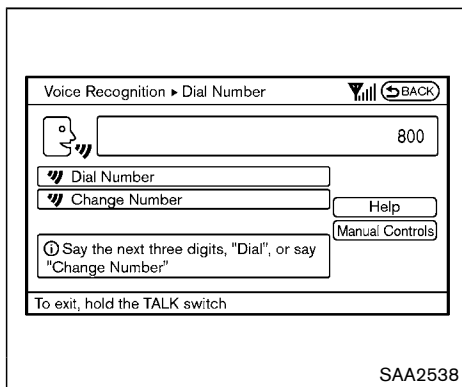 Voice Recognition ▸ Dial Number
BACK
800
Dial Number
Change Number
Help
Manual Controls
Say the next three digits, "Dial", or say
"Change Number"
To exit, hold the TALK switch
SAA2538